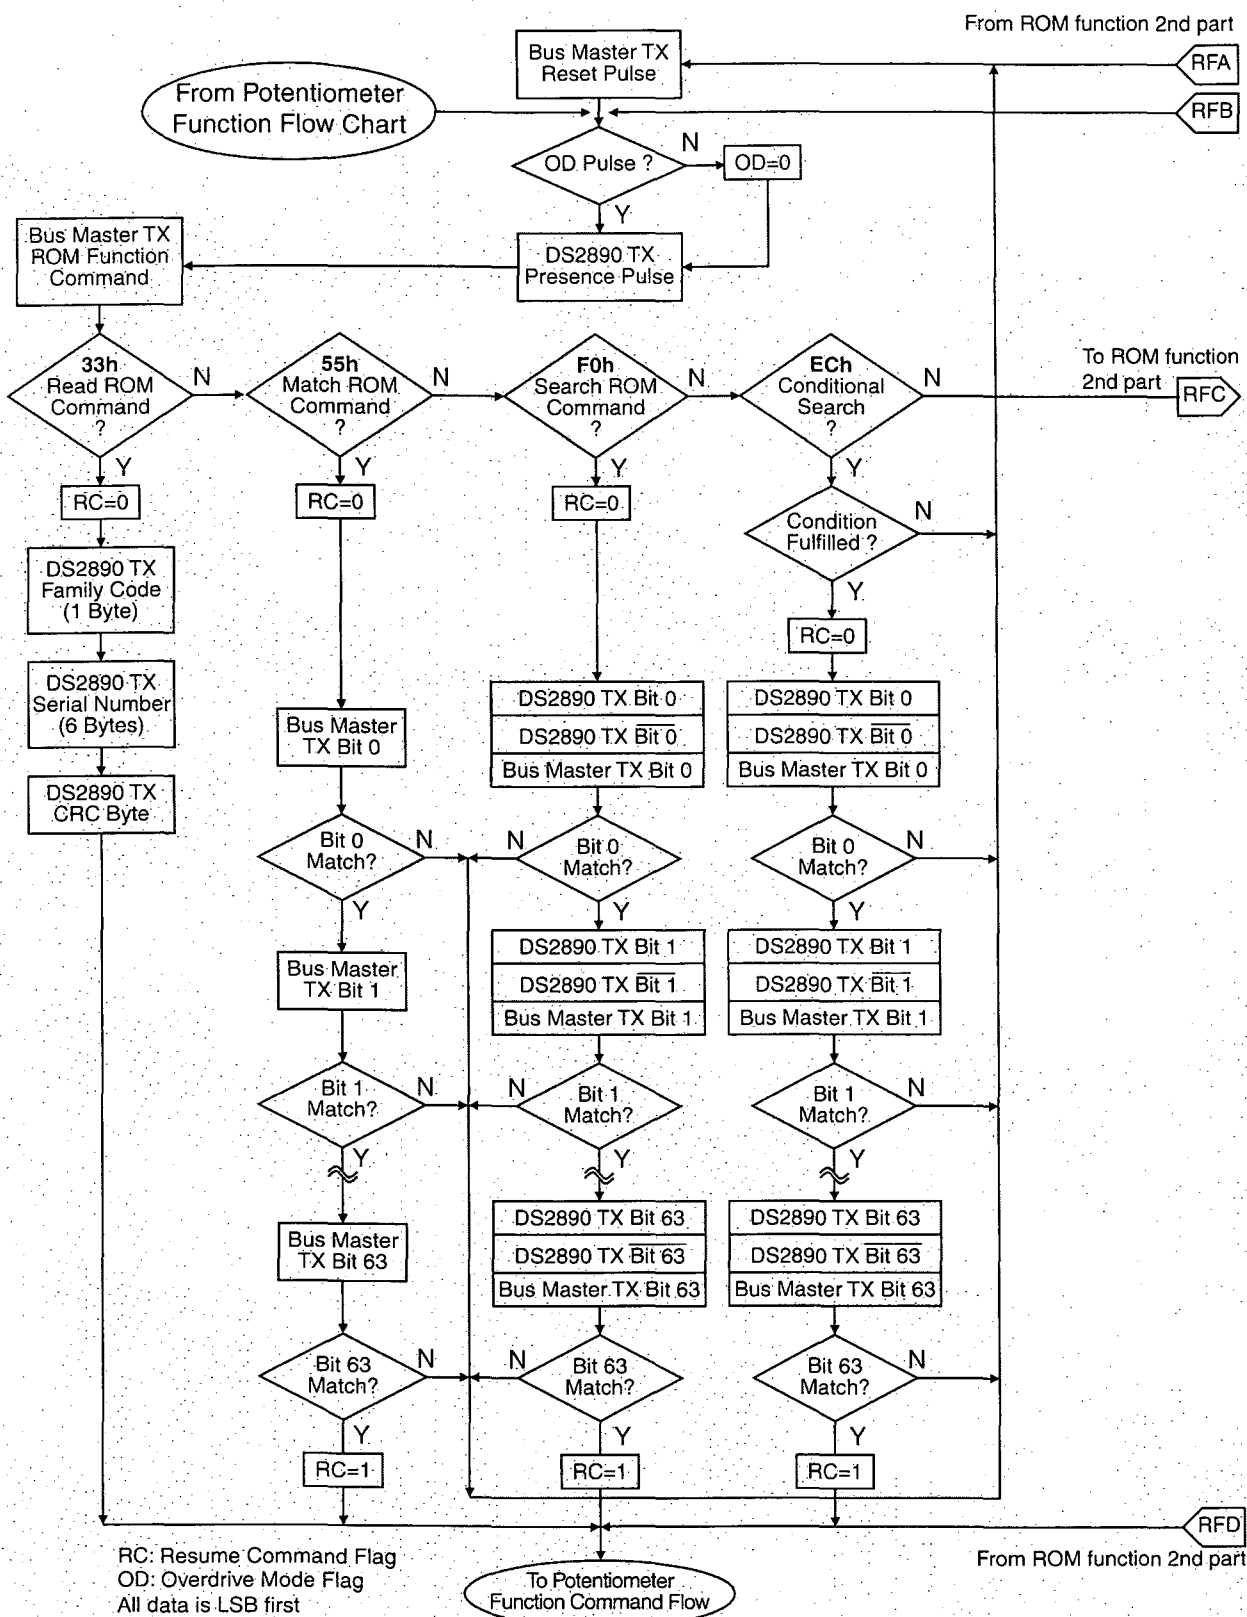 From ROM function 2nd part
Bus Master TX
Reset Pulse
RFA
From Potentiometer
Function Flow Chart
RFB
OD Pulse ?
N
OD=0
Y
Bus Master TX
ROM Function
Command
DS2890 TX
Presence Pulse
33h
Read ROM
Command
?
N
Y
55h
Match ROM
Command
?
N
Y
F0h
Search ROM
Command
?
N
Y
ECh
Conditional
Search
?
N
Y
To ROM function
2nd part
RFC
RC=0
RC=0
RC=0
Condition
Fulfilled ?
N
Y
RC=0
DS2890 TX
Family Code
(1 Byte)
DS2890 TX
Serial Number
(6 Bytes)
DS2890 TX
CRC Byte
Bus Master
TX Bit 0
Bit 0
Match?
N
Y
Bus Master
TX Bit 1
Bit 1
Match?
N
Y
Bus Master
TX Bit 63
Bit 63
Match?
N
Y
RC=1
DS2890 TX Bit 0
DS2890 TX Bit 0
Bus Master TX Bit 0
Bit 0
Match?
N
Y
DS2890 TX Bit 1
DS2890 TX Bit 1
Bus Master TX Bit 1
Bit 1
Match?
N
Y
DS2890 TX Bit 63
DS2890 TX Bit 63
Bus Master TX Bit 63
Bit 63
Match?
N
Y
RC=1
DS2890 TX Bit 0
DS2890 TX Bit 0
Bus Master TX Bit 0
Bit 0
Match?
N
Y
DS2890 TX Bit 1
DS2890 TX Bit 1
Bus Master TX Bit 1
Bit 1
Match?
N
Y
DS2890 TX Bit 63
DS2890 TX Bit 63
Bus Master TX Bit 63
Bit 63
Match?
N
Y
RC=1
RFD
From ROM function 2nd part
RC: Resume Command Flag
OD: Overdrive Mode Flag
All data is LSB first
To Potentiometer
Function Command Flow